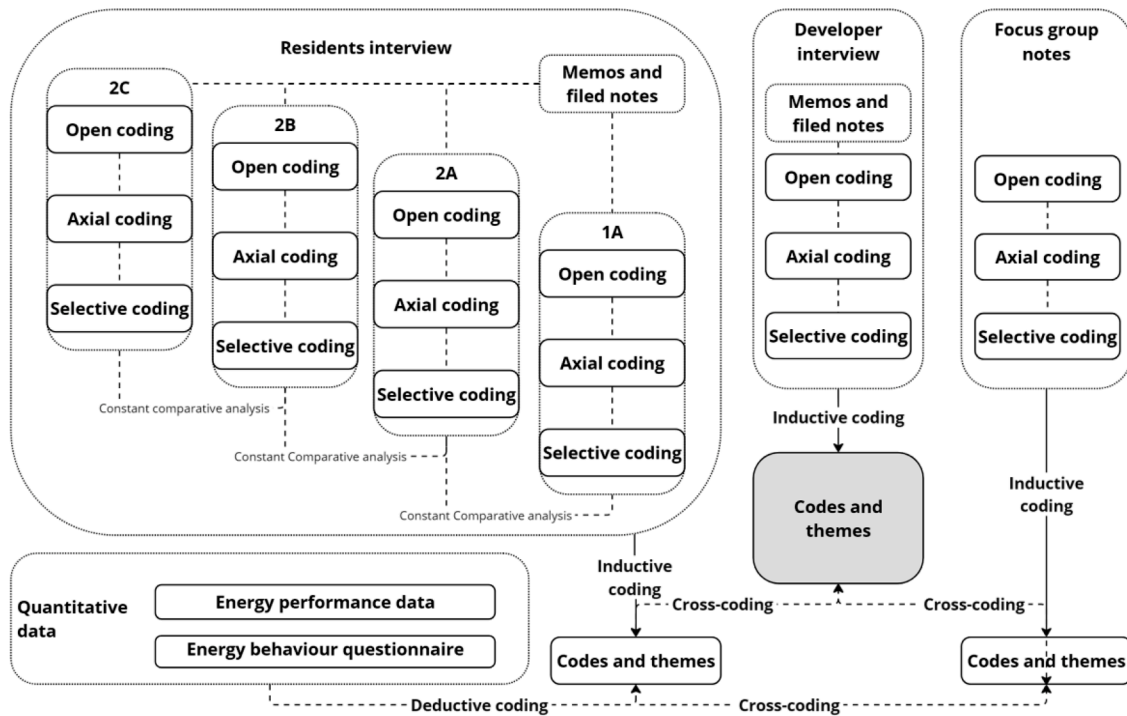 Residents interview
Memos and
filed notes
2C
Open coding
Axial coding
Selective coding
2B
Open coding
Axial coding
Selective coding
2A
Open coding
Axial coding
Selective coding
1A
Open coding
Axial coding
Selective coding
Constant comparative analysis
Constant Comparative analysis
Constant Comparative analysis
Developer
interview
Memos and
filed notes
Open coding
Axial coding
Selective coding
Focus group
notes
Open coding
Axial coding
Selective coding
Inductive coding
Codes and
themes
Inductive
coding
Inductive
coding
Cross-coding
Cross-coding
Codes and themes
Codes and themes
Quantitative
data
Energy performance data
Energy behaviour questionnaire
Deductive coding
Cross-coding